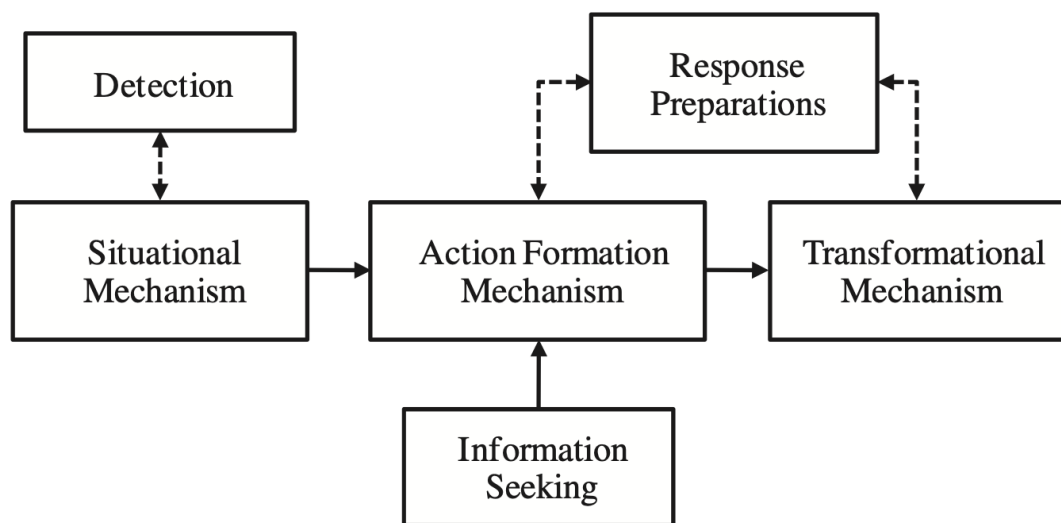 Detection
Response
Preparations
Situational
Mechanism
Action Formation
Mechanism
Transformational
Mechanism
Information
Seeking